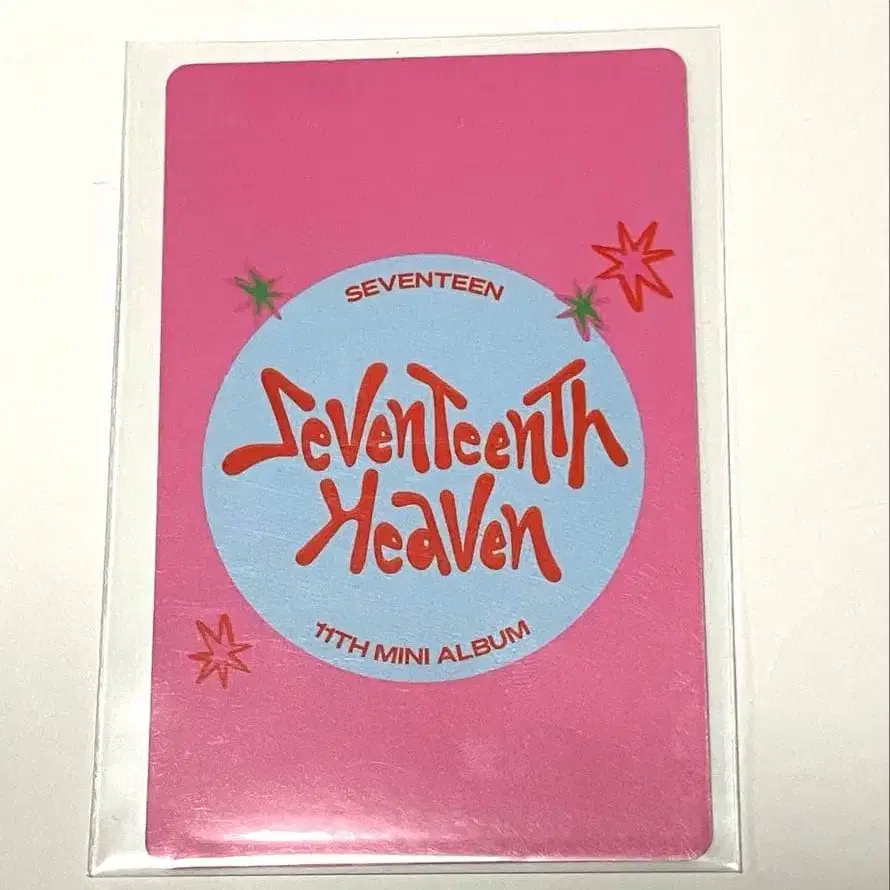 SEVENTEEN
SevenTeenTh
Heaven
11TH MINI ALBUM